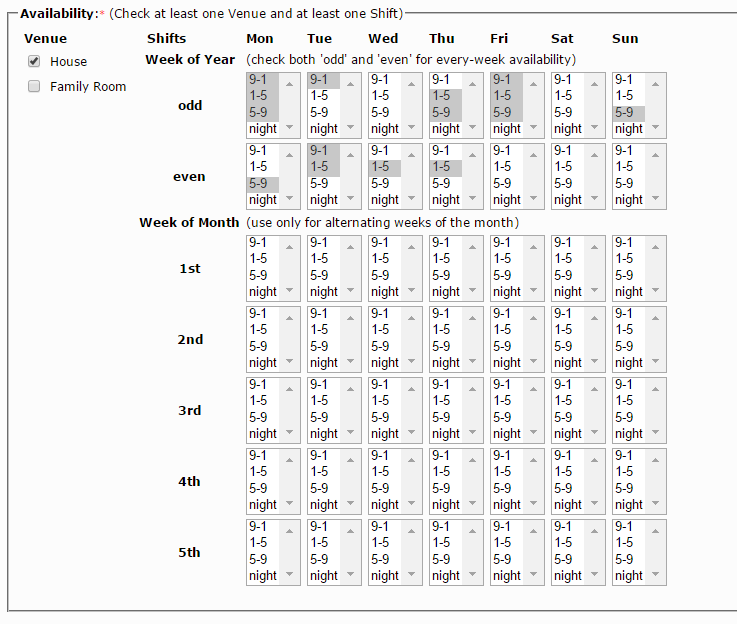 Availability:* (Check at least one Venue and at least one Shift)
Venue Shifts Mon Tue Wed Thu Fri Sat Sun
House Week of Year (check both 'odd' and 'even' for every-week availability)
Family Room
odd
9-1 9-1 9-1 9-1 9-1 9-1 9-1
1-5 1-5 1-5 1-5 1-5 1-5 1-5
5-9 5-9 5-9 5-9 5-9 5-9 5-9
night night night night night night night
even
9-1 9-1 9-1 9-1 9-1 9-1 9-1
1-5 1-5 1-5 1-5 1-5 1-5 1-5
5-9 5-9 5-9 5-9 5-9 5-9 5-9
night night night night night night night
Week of Month (use only for alternating weeks of the month)
1st
9-1 9-1 9-1 9-1 9-1 9-1 9-1
1-5 1-5 1-5 1-5 1-5 1-5 1-5
5-9 5-9 5-9 5-9 5-9 5-9 5-9
night night night night night night night
2nd
9-1 9-1 9-1 9-1 9-1 9-1 9-1
1-5 1-5 1-5 1-5 1-5 1-5 1-5
5-9 5-9 5-9 5-9 5-9 5-9 5-9
night night night night night night night
3rd
9-1 9-1 9-1 9-1 9-1 9-1 9-1
1-5 1-5 1-5 1-5 1-5 1-5 1-5
5-9 5-9 5-9 5-9 5-9 5-9 5-9
night night night night night night night
4th
9-1 9-1 9-1 9-1 9-1 9-1 9-1
1-5 1-5 1-5 1-5 1-5 1-5 1-5
5-9 5-9 5-9 5-9 5-9 5-9 5-9
night night night night night night night
5th
9-1 9-1 9-1 9-1 9-1 9-1 9-1
1-5 1-5 1-5 1-5 1-5 1-5 1-5
5-9 5-9 5-9 5-9 5-9 5-9 5-9
night night night night night night night